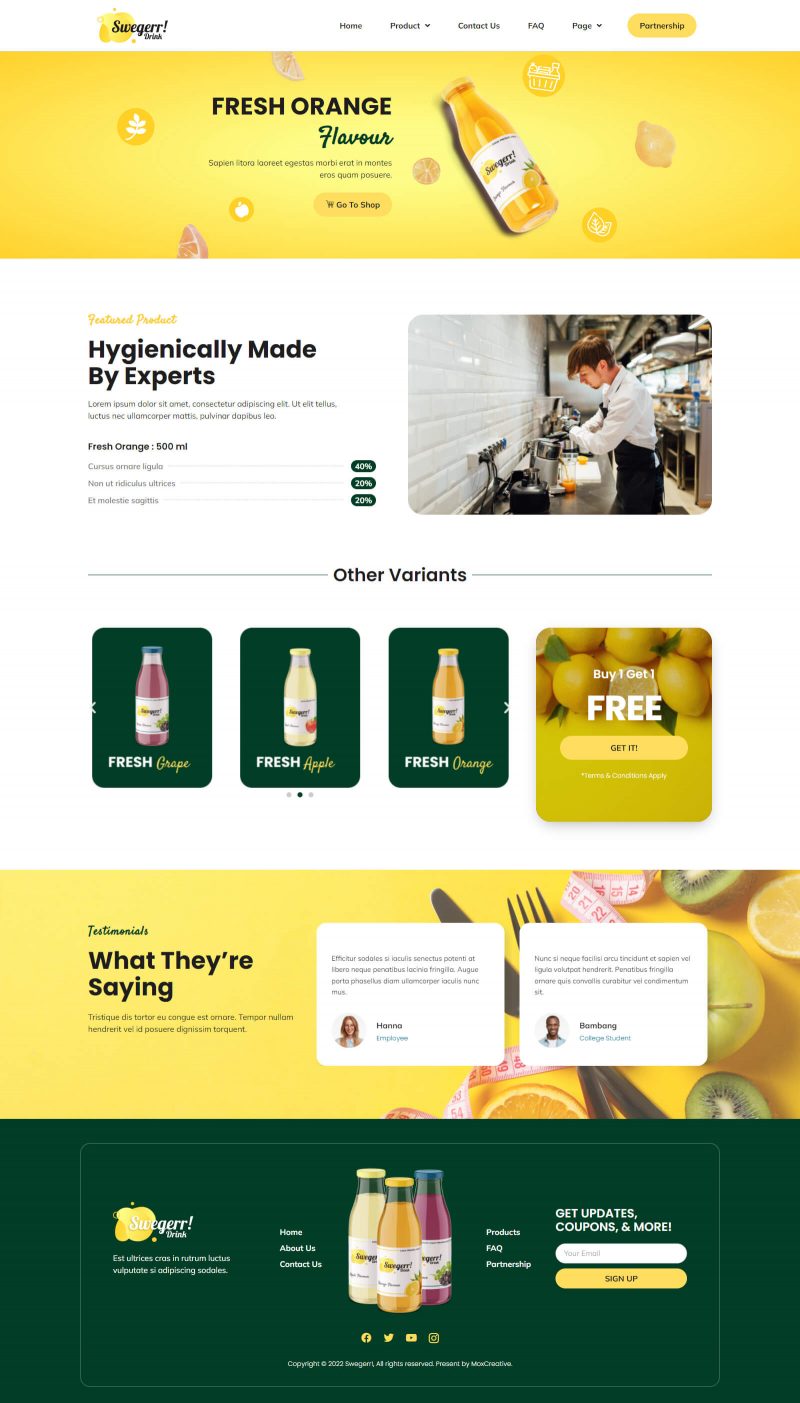 Swegerr!
Drink
Home
Product
Contact Us
FAQ
Page
Partnership
FRESH ORANGE
Flavour
Sapien litora laoreet egestas morbi erat in montes
eros quam posuere.
Go To Shop
Swegerr!
Drink
Featured Product
Hygienically Made
By Experts
Lorem ipsum dolor sit amet, consectetur adipiscing elit. Ut elit tellus,
luctus nec ullamcorper mattis, pulvinar dapibus leo.
Fresh Orange : 500 ml
Cursus ornare ligula 40%
Non ut ridiculus ultrices 20%
Et molestie sagittis 20%
Other Variants
Swegerr!
FRESH Grape
Swegerr!
FRESH Apple
Swegerr!
FRESH Orange
Buy 1 Get 1
FREE
GET IT!
*Terms & Conditions Apply
Testimonials
What They're
Saying
Tristique dis tortor eu congue est ornare. Tempor nullam
hendrerit vel id posuere dignissim torquent.
Efficitur sodales si iaculis senectus potenti at
libero neque penatibus lacinia fringilla. Augue
porta phasellus diam ullamcorper iaculis nunc
mus.
Hanna
Employee
Nunc si neque facilisi arcu tincidunt et sapien vel
ligula volutpat hendrerit. Penatibus fringilla
ornare quis convallis curabitur vei condimentum
sit.
Bambang
College Student
Swegerr!
Drink
Est ultrices cras in rutrum luctus
vulputate si adipiscing sodales.
Home
About Us
Contact Us
Swegerr!
Swegerr!
Swegerr!
Products
FAQ
Partnership
GET UPDATES,
COUPONS, & MORE!
Your Email
SIGN UP
Copyright © 2022 Swegerr!, All rights reserved. Present by MoxCreative.